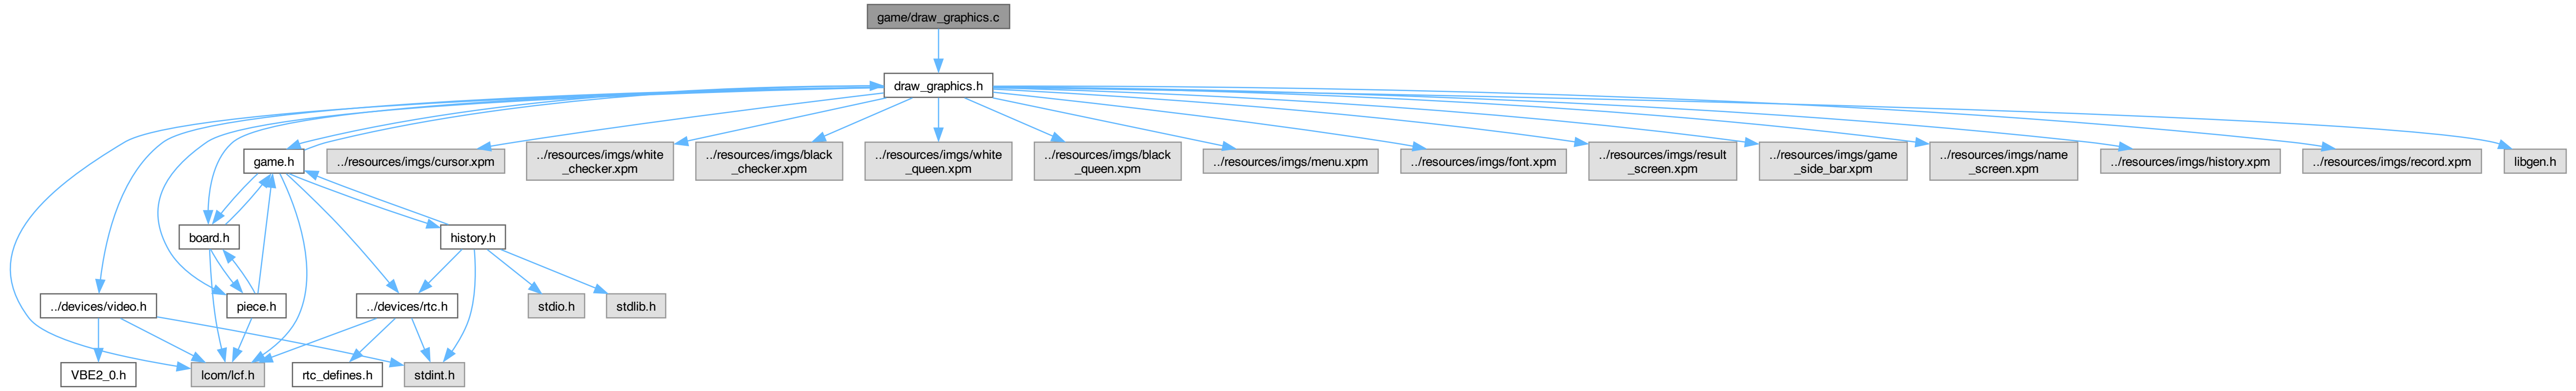 game/draw_graphics.c
draw_graphics.h
game.h
../resources/imgs/cursor.xpm
../resources/imgs/white
_checker.xpm
../resources/imgs/black
_checker.xpm
../resources/imgs/white
_queen.xpm
../resources/imgs/black
_queen.xpm
../resources/imgs/menu.xpm
../resources/imgs/font.xpm
../resources/imgs/result
_screen.xpm
../resources/imgs/game
_side_bar.xpm
../resources/imgs/name
_screen.xpm
../resources/imgs/history.xpm
../resources/imgs/record.xpm
libgen.h
board.h
history.h
../devices/video.h
piece.h
../devices/rtc.h
stdio.h
stdlib.h
VBE2_0.h
lcom/lcf.h
rtc_defines.h
stdint.h